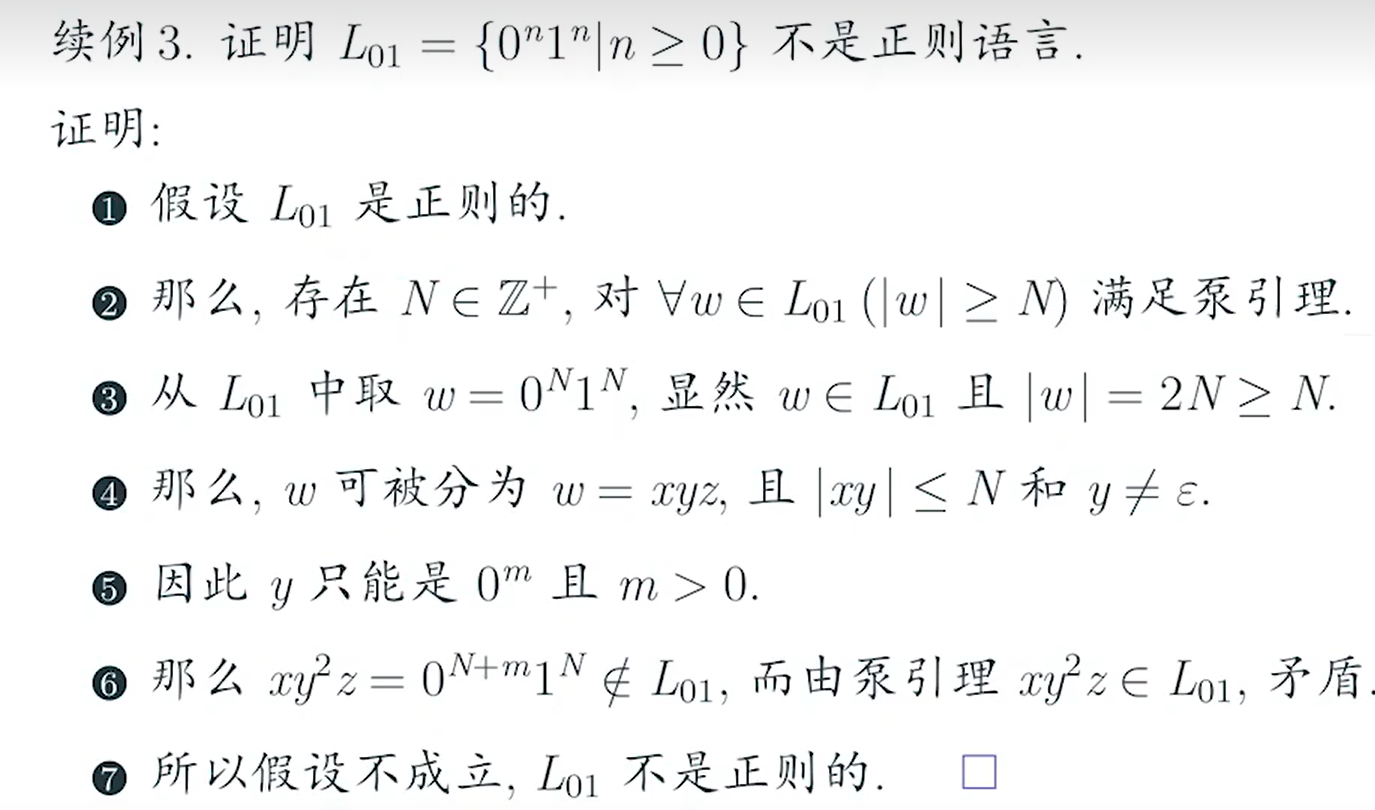 续例 3. 证明 L₀₁ = {0ⁿ1ⁿ|n ≥ 0} 不是正则语言.
证明:
❶ 假设 L₀₁ 是正则的.
❷ 那么, 存在 N ∈ ℤ⁺, 对 ∀w ∈ L₀₁ (|w| ≥ N) 满足泵引理.
❸ 从 L₀₁ 中取 w = 0ᴺ1ᴺ, 显然 w ∈ L₀₁ 且 |w| = 2N ≥ N.
❹ 那么, w 可被分为 w = xyz, 且 |xy| ≤ N 和 y ≠ ε.
❺ 因此 y 只能是 0ᵐ 且 m > 0.
❻ 那么 xy²z = 0ᴺ⁺ᵐ1ᴺ ∉ L₀₁, 而由泵引理 xy²z ∈ L₀₁, 矛盾.
❼ 所以假设不成立, L₀₁ 不是正则的. □